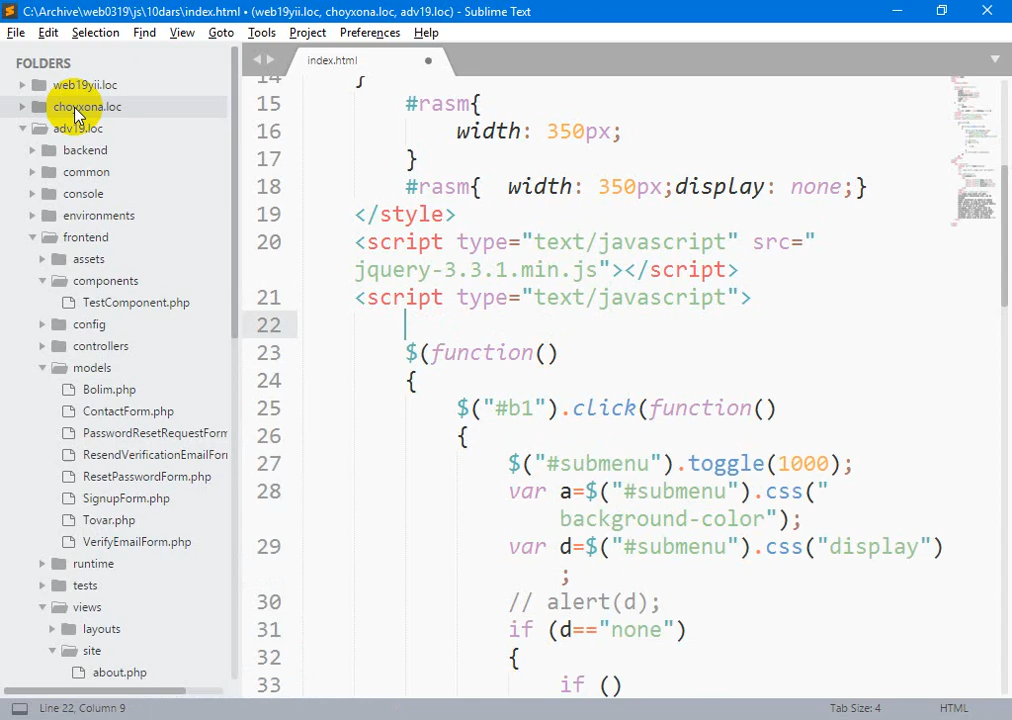 C:\Archive\web0319\js\10dars\index.html • (web19yii.loc, choyxona.loc, adv19.loc) - Sublime Text
File Edit Selection Find View Goto Tools Project Preferences Help
FOLDERS
web19yii.loc
choyxona.loc
adv19.loc
backend
common
console
environments
frontend
assets
components
TestComponent.php
config
controllers
models
Bolim.php
ContactForm.php
PasswordResetRequestForm
ResendVerificationEmailFor
ResetPasswordForm.php
SignupForm.php
Tovar.php
VerifyEmailForm.php
runtime
tests
views
layouts
site
about.php
index.html
14 {
15 #rasm{
16 width: 350px;
17 }
18 #rasm{ width: 350px;display: none;}
19 </style>
20 <script type="text/javascript" src="
jquery-3.3.1.min.js"></script>
21 <script type="text/javascript">
22
23 $(function()
24 {
25 $("#b1").click(function()
26 {
27 $("#submenu").toggle(1000);
28 var a=$("#submenu").css("
background-color");
29 var d=$("#submenu").css("display")
;
30 // alert(d);
31 if (d=="none")
32 {
33 if ()
Line 22, Column 9
Tab Size: 4
HTML